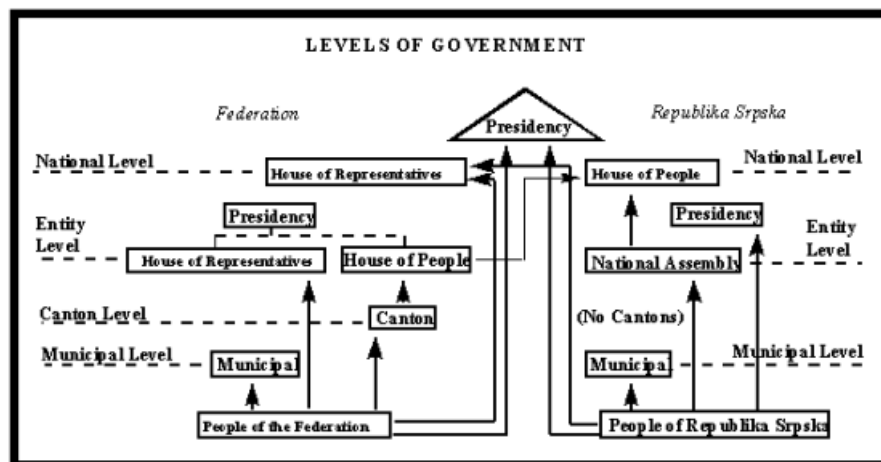 LEVELS OF GOVERNMENT
Federation
Republika Srpska
Presidency
National Level
House of Representatives
House of People
National Level
Presidency
Presidency
Entity
Level
House of Representatives
House of People
National Assembly
Entity
Level
Canton Level
Canton
(No Cantons)
Municipal Level
Municipal
Municipal
Municipal Level
People of the Federation
People of Republika Srpska